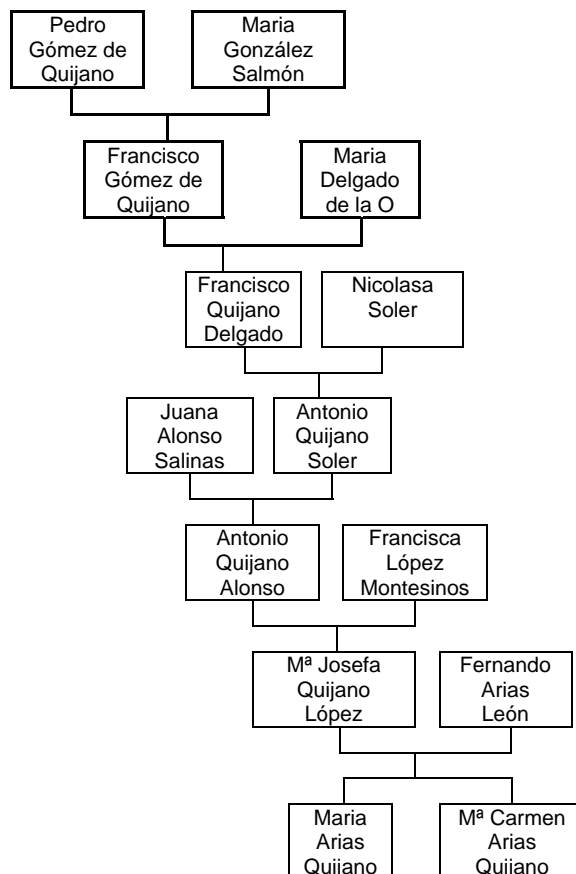 Pedro
Gómez de
Quijano
Maria
González
Salmón
Francisco
Gómez de
Quijano
Maria
Delgado
de la O
Francisco
Quijano
Delgado
Nicolasa
Soler
Juana
Alonso
Salinas
Antonio
Quijano
Soler
Antonio
Quijano
Alonso
Francisca
López
Montesinos
Mª Josefa
Quijano
López
Fernando
Arias
León
Maria
Arias
Quijano
Mª Carmen
Arias
Quijano